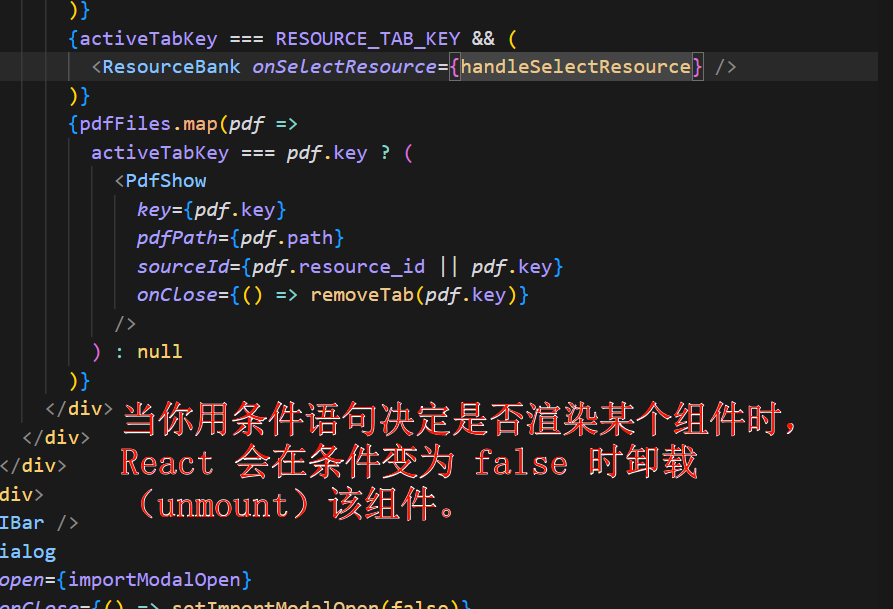 )}
{activeTabKey === RESOURCE_TAB_KEY && (
<ResourceBank onSelectResource={handleSelectResource} />
)}
{pdfFiles.map(pdf =>
activeTabKey === pdf.key ? (
<PdfShow
key={pdf.key}
pdfPath={pdf.path}
sourceId={pdf.resource_id || pdf.key}
onClose={() => removeTab(pdf.key)}
/>
) : null
)}
</div>
</div>
</div>
div>
IBar />
ialog
open={importModalOpen}
onClose={() => setImportModalOpen(false)}
当你用条件语句决定是否渲染某个组件时，
React 会在条件变为 false 时卸载
（unmount）该组件。